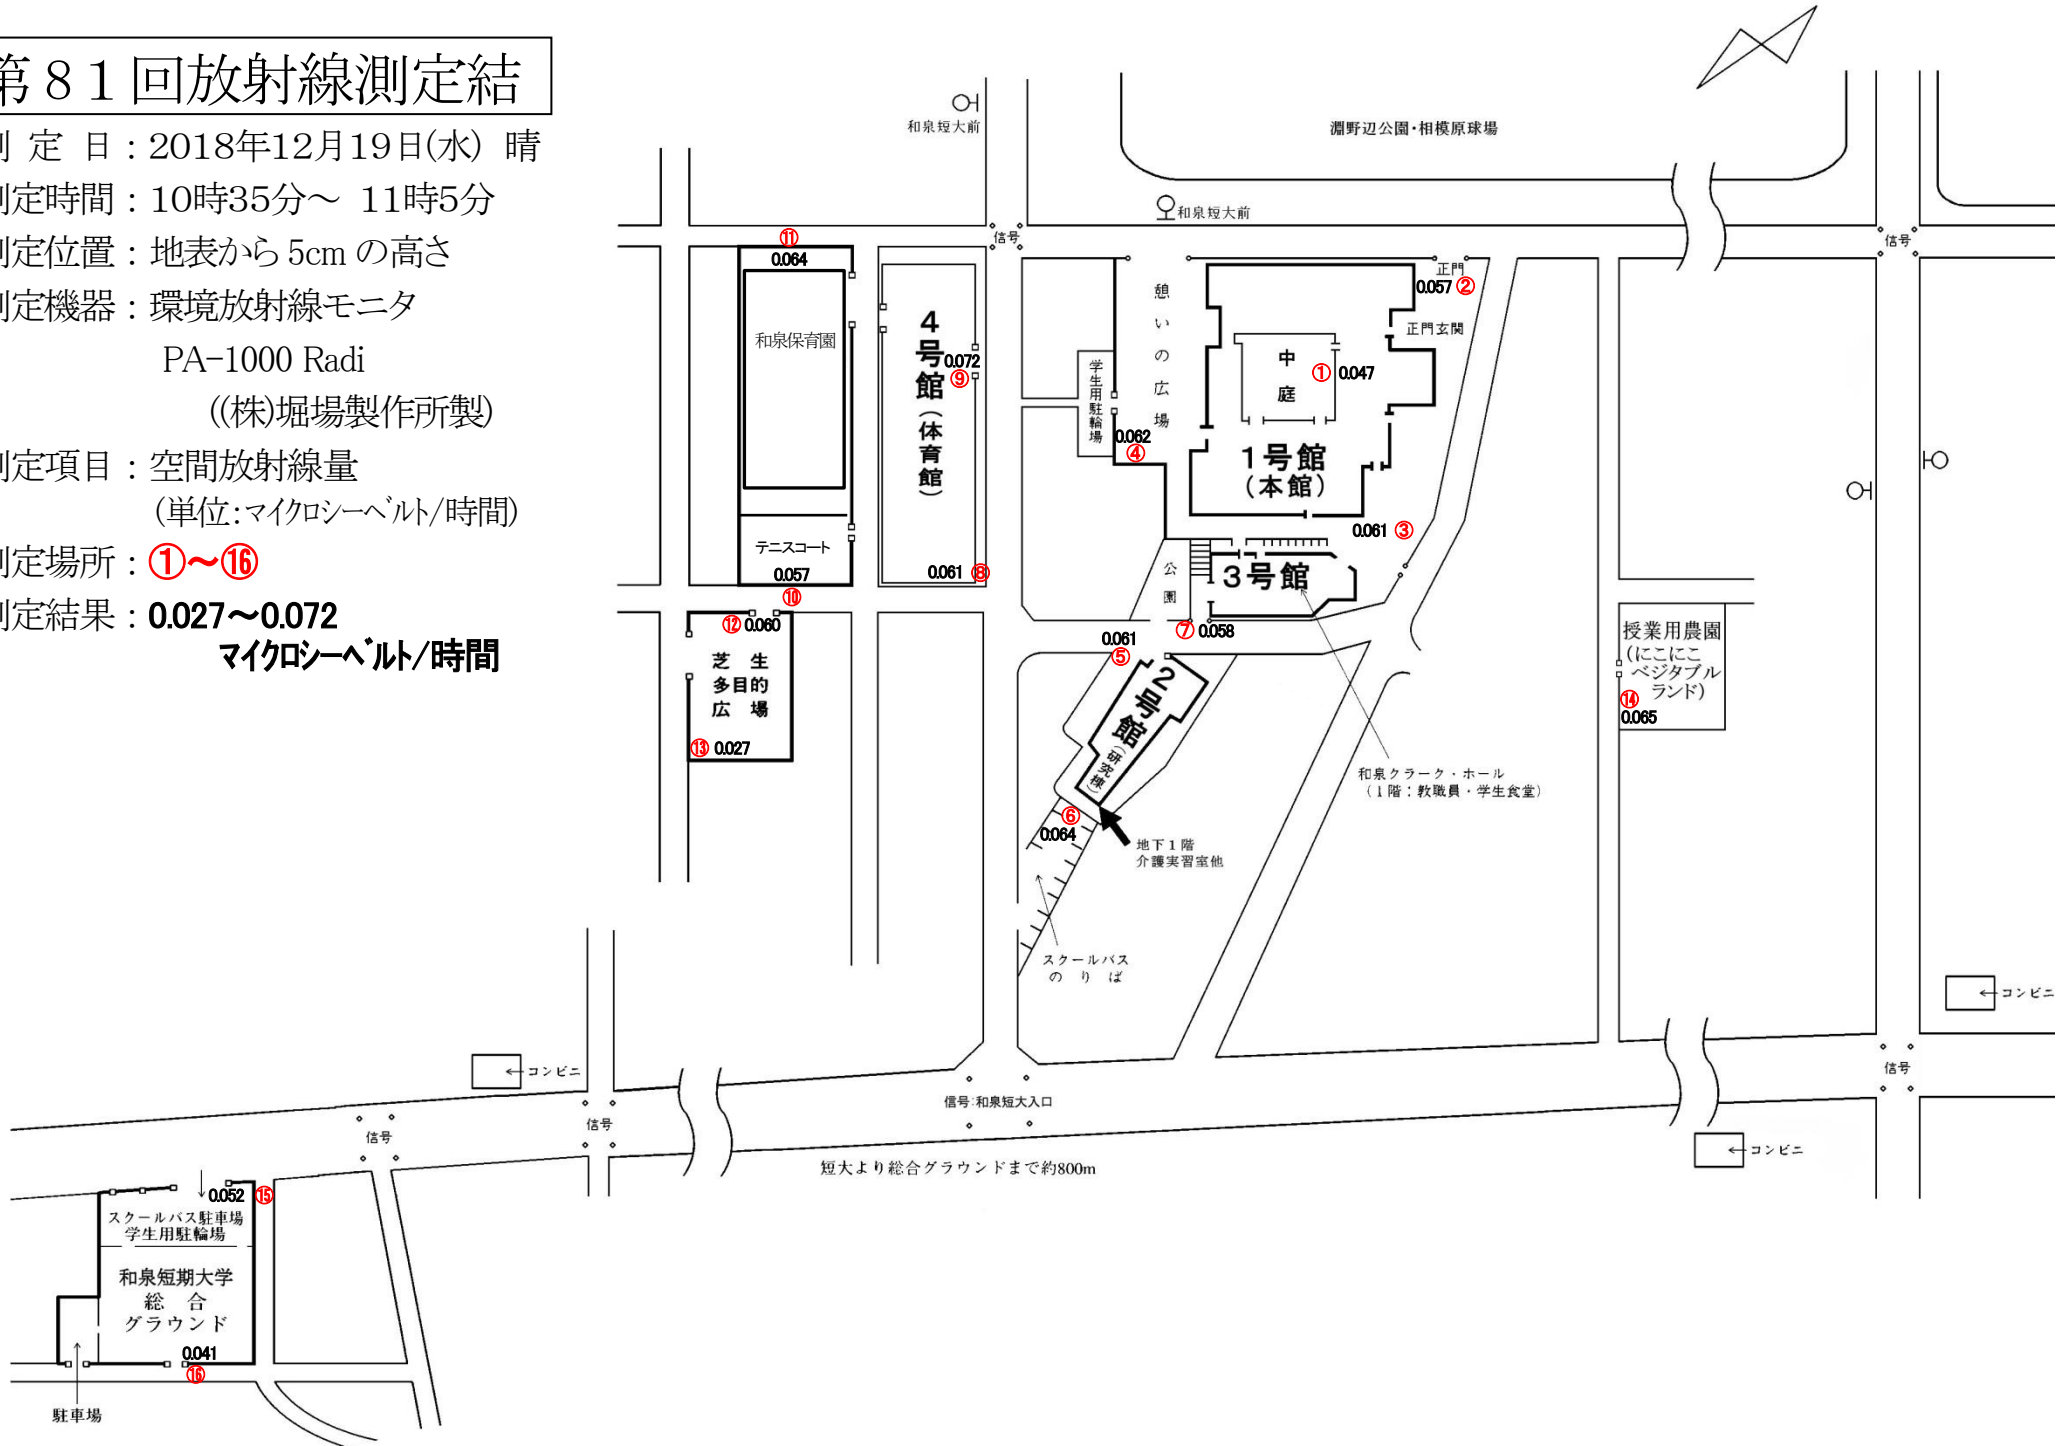 第８１回放射線測定結
測 定 日：2018年12月19日(水) 晴
測定時間：10時35分～ 11時5分
測定位置：地表から 5cm の高さ
測定機器：環境放射線モニタ
PA-1000 Radi
((株)堀場製作所製)
測定項目：空間放射線量
(単位:マイクロシーベルト/時間)
測定場所：①～⑯
測定結果：0.027～0.072
マイクロシーベルト/時間
和泉短大前
淵野辺公園・相模原球場
和泉短大前
信号
信号
⑪
0.064
和泉保育園
テニスコート
0.057
⑩
4号館(体育館)
0.072
⑨
0.061 ⑧
憩いの広場
学生用駐輪場
0.062
④
正門
0.057 ②
正門玄関
中庭
① 0.047
1号館
(本館)
0.061 ③
公園
3号館
⑦ 0.058
0.061
⑤
2号館(研究棟)
⑥
0.064
地下１階
介護実習室他
スクールバス
のりば
和泉クラーク・ホール
(１階：教職員・学生食堂)
⑫ 0.060
芝 生
多目的
広 場
⑬ 0.027
授業用農園
(にこにこ
ベジタブル
ランド)
⑭
0.065
←コンビニ
←コンビニ
信号
信号
信号
信号:和泉短大入口
←コンビニ
短大より総合グラウンドまで約800m
0.052 ⑮
スクールバス駐車場
学生用駐輪場
和泉短期大学
総 合
グラウンド
0.041
⑯
駐車場